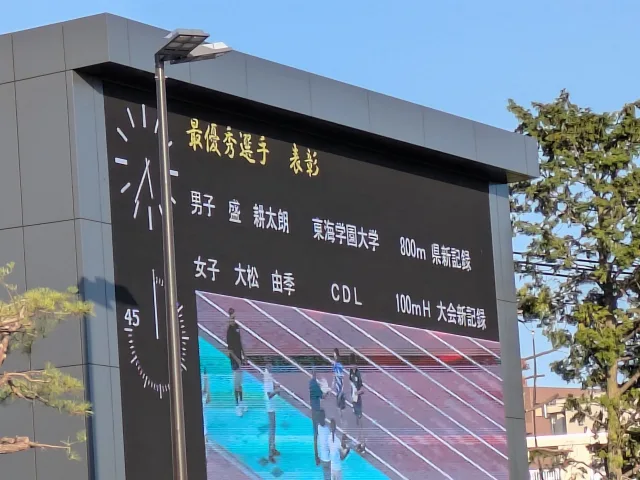 最優秀選手 表彰
男子 盛 耕太朗 東海学園大学 800m 県新記録
女子 大松 由季 CDL 100mH 大会新記録
45